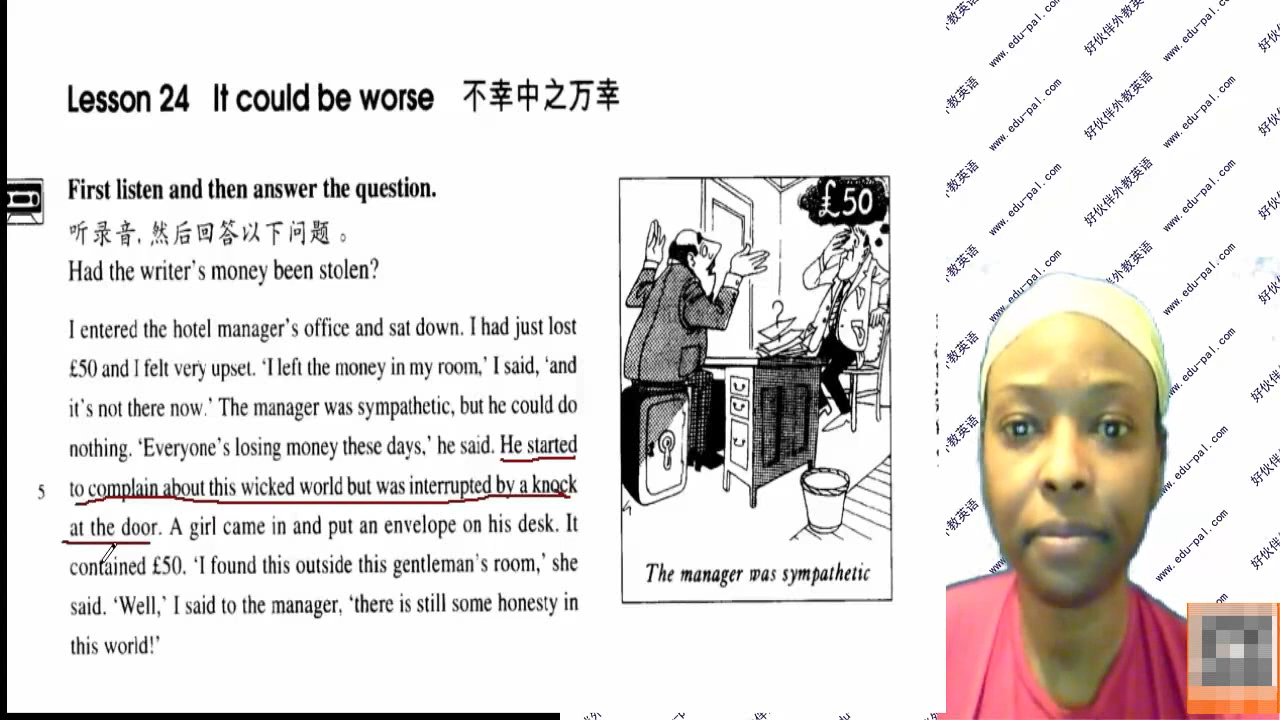 Lesson 24 It could be worse 不幸中之万幸
First listen and then answer the question.
听录音，然后回答以下问题。
Had the writer's money been stolen?
I entered the hotel manager's office and sat down. I had just lost
£50 and I felt very upset. 'I left the money in my room,' I said, 'and
it's not there now.' The manager was sympathetic, but he could do
nothing. 'Everyone's losing money these days,' he said. He started
5 to complain about this wicked world but was interrupted by a knock
at the door. A girl came in and put an envelope on his desk. It
contained £50. 'I found this outside this gentleman's room,' she
said. 'Well,' I said to the manager, 'there is still some honesty in
this world!'
£50
The manager was sympathetic
好伙伴外教英语
www.edu-pal.com